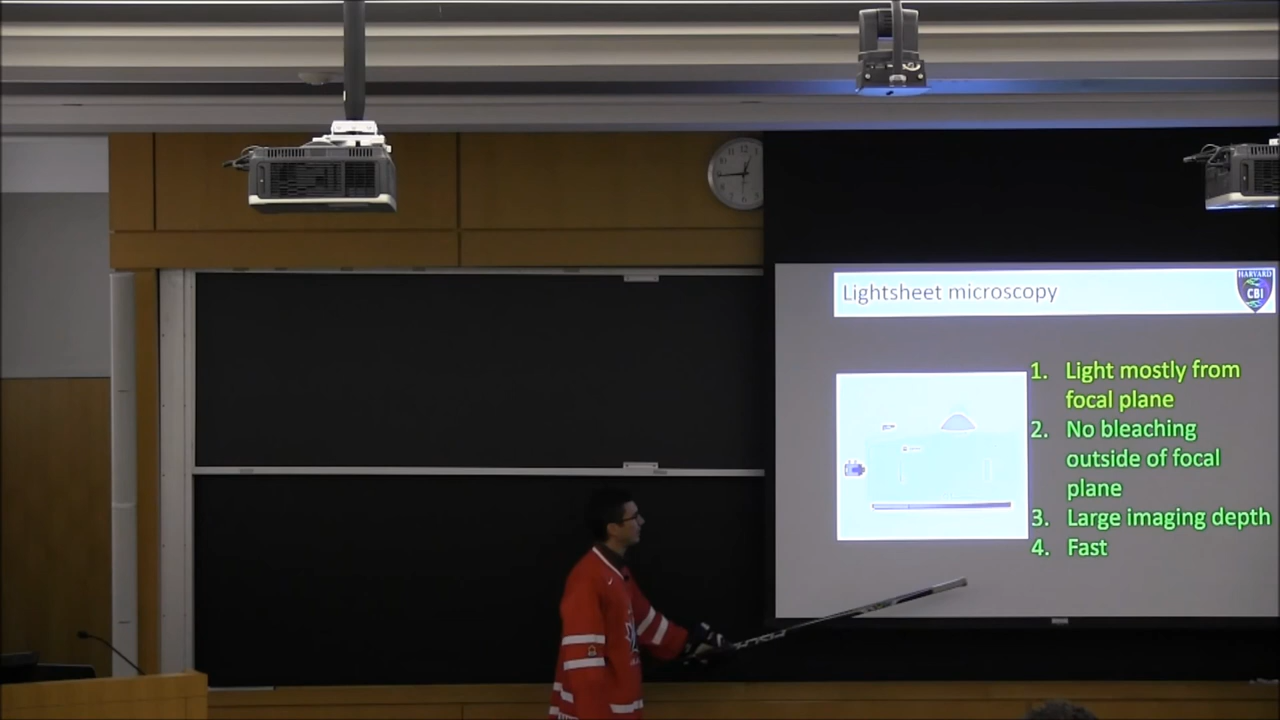 Lightsheet microscopy
HARVARD
CBI
1. Light mostly from
focal plane
2. No bleaching
outside of focal
plane
3. Large imaging depth
4. Fast